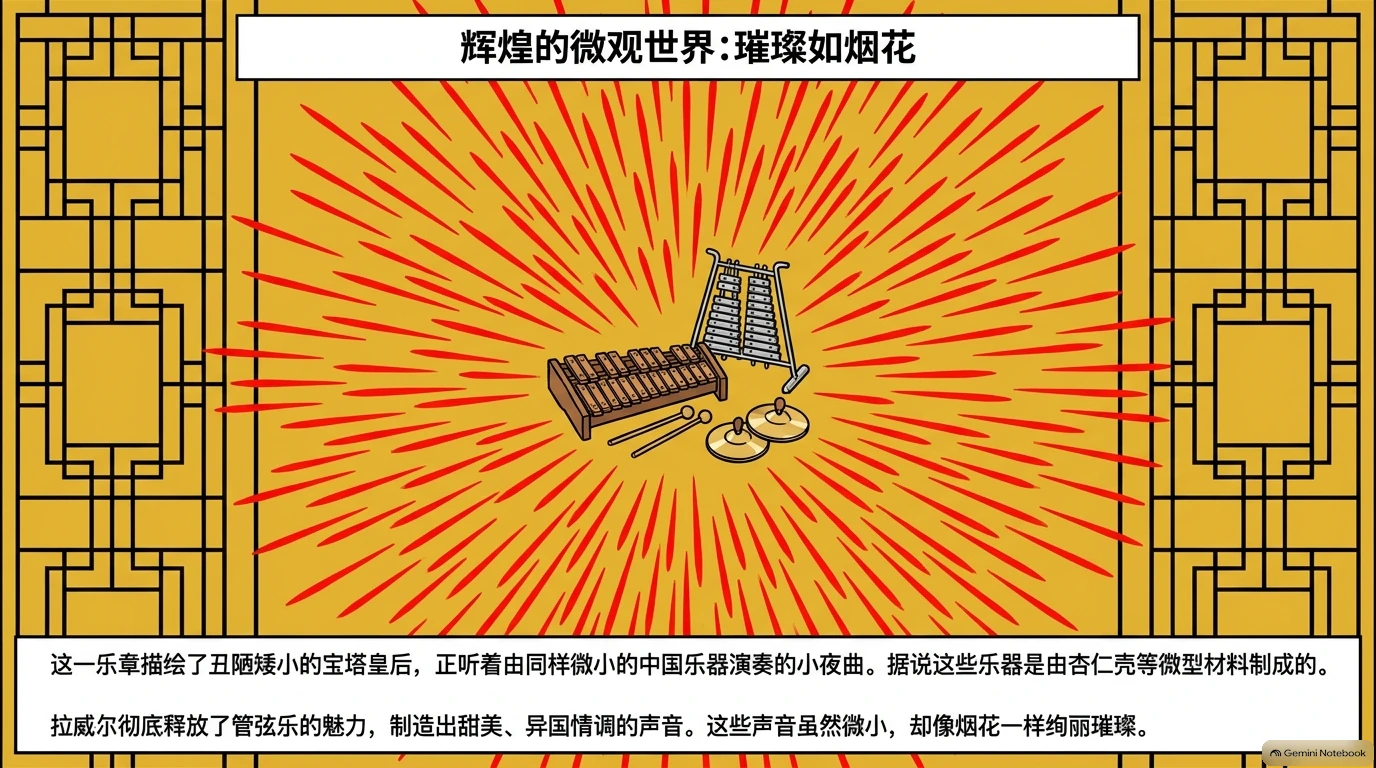 辉煌的微观世界：璀璨如烟花
这一乐章描绘了丑陋矮小的宝塔皇后，正听着由同样微小的中国乐器演奏的小夜曲。据说这些乐器是由杏仁壳等微型材料制成的。
拉威尔彻底释放了管弦乐的魅力，制造出甜美、异国情调的声音。这些声音虽然微小，却像烟花一样绚丽璀璨。
Gemini Notebook